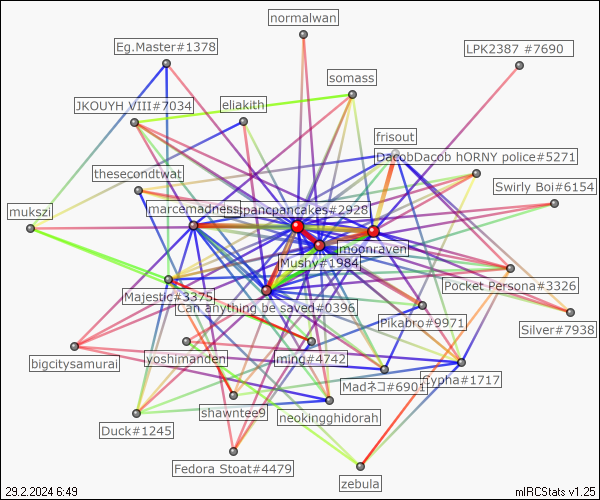 normalwan
Eg.Master#1378
LPK2387 #7690
somass
JKOUYH VIII#7034
eliakith
frisout
DacobDacob hORNY police#5271
thesecondtwat
Swirly Boi#6154
mukszi
marcemadness
jpancpancakes#2928
moonraven
Mushy#1984
Pocket Persona#3326
Majestic#3375
Can anything be saved#0396
Pikabro#9971
Silver#7938
bigcitysamurai
yoshimanden
ming#4742
Madネコ#6901
Cypha#1717
shawntee9
neokingghidorah
Duck#1245
Fedora Stoat#4479
zebula
29.2.2024 6:49
mIRCStats v1.25